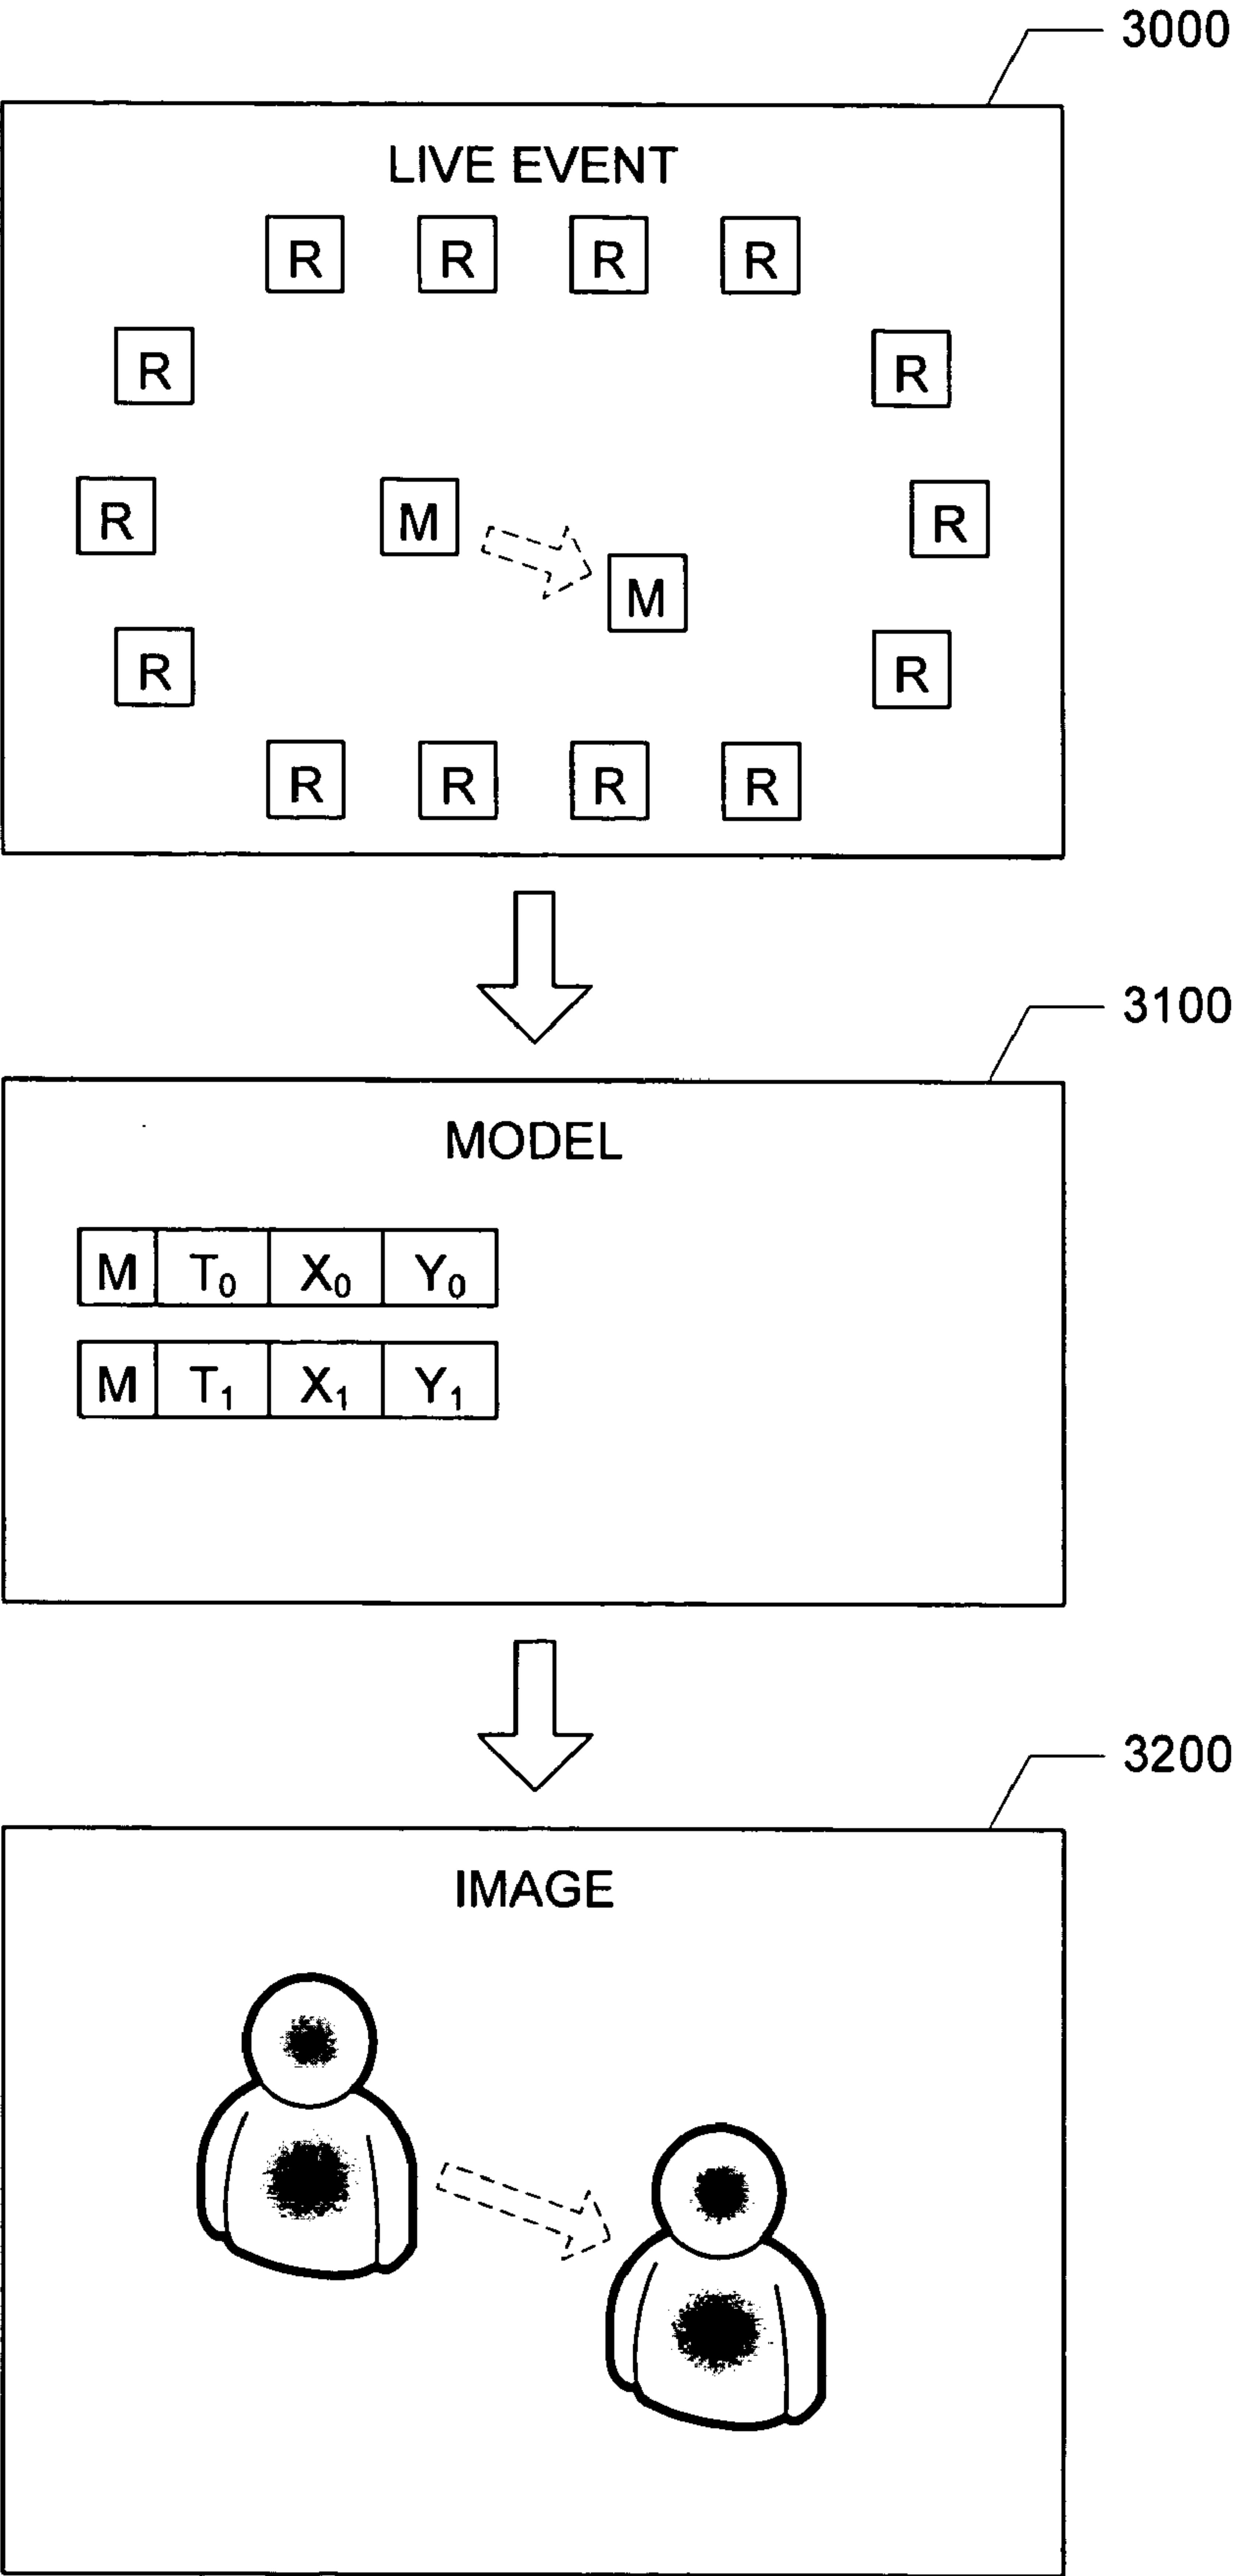 3000
LIVE EVENT
R R R R
R R
R M R
M
R R
R R R R
3100
MODEL
M T₀ X₀ Y₀
M T₁ X₁ Y₁
3200
IMAGE